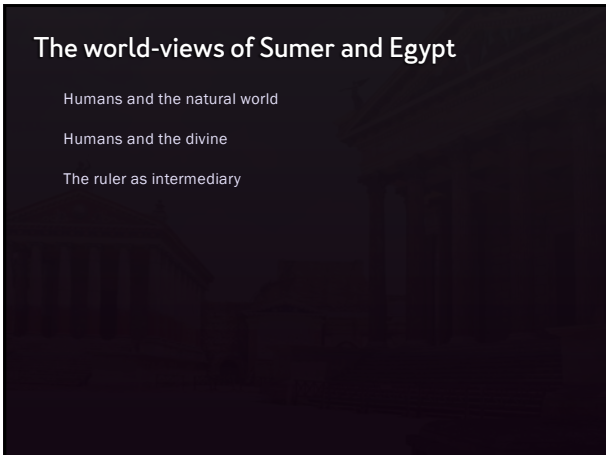 The world-views of Sumer and Egypt
Humans and the natural world
Humans and the divine
The ruler as intermediary